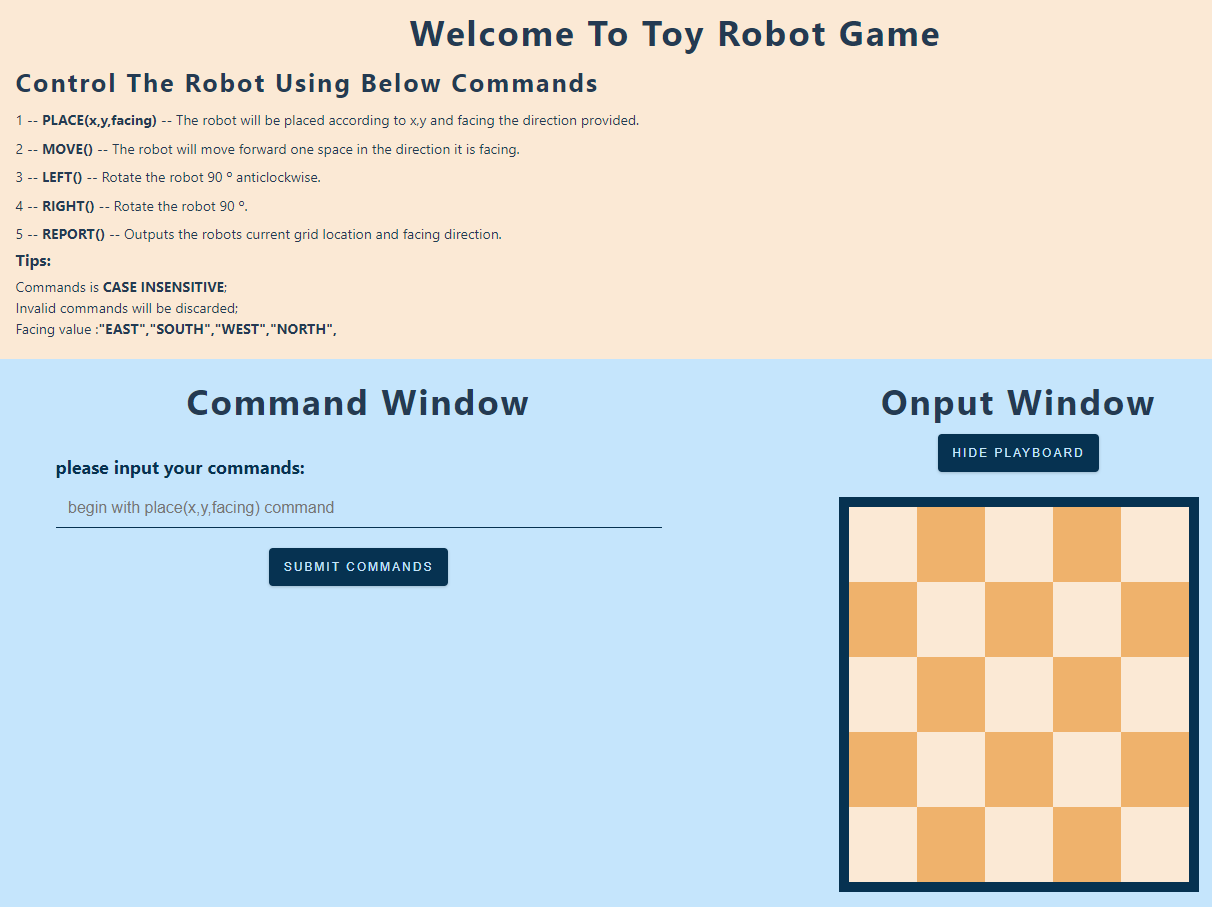 Welcome To Toy Robot Game
Control The Robot Using Below Commands
1 -- PLACE(x,y,facing) -- The robot will be placed according to x,y and facing the direction provided.
2 -- MOVE() -- The robot will move forward one space in the direction it is facing.
3 -- LEFT() -- Rotate the robot 90 º anticlockwise.
4 -- RIGHT() -- Rotate the robot 90 º.
5 -- REPORT() -- Outputs the robots current grid location and facing direction.
Tips:
Commands is CASE INSENSITIVE;
Invalid commands will be discarded;
Facing value :"EAST","SOUTH","WEST","NORTH",
Command Window
please input your commands:
begin with place(x,y,facing) command
SUBMIT COMMANDS
Onput Window
HIDE PLAYBOARD